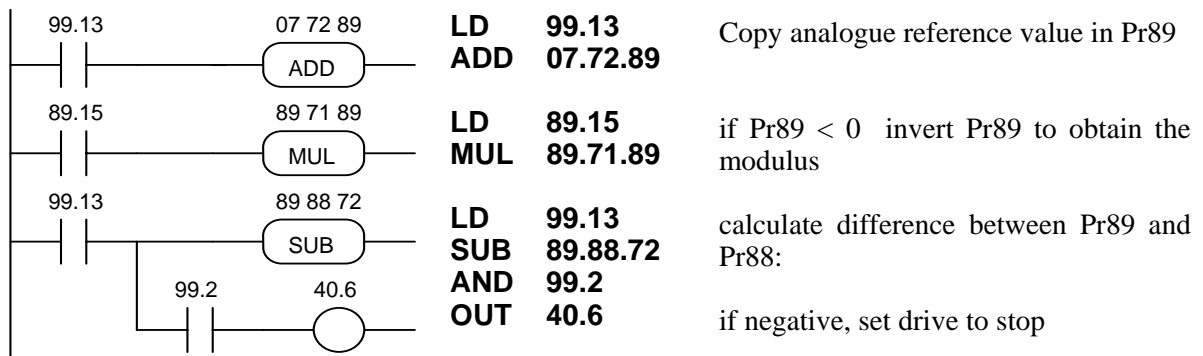 99.13 07 72 89
ADD
89.15 89 71 89
MUL
99.13 89 88 72
SUB
99.2 40.6
LD 99.13
ADD 07.72.89
LD 89.15
MUL 89.71.89
LD 99.13
SUB 89.88.72
AND 99.2
OUT 40.6
Copy analogue reference value in Pr89
if Pr89 < 0 invert Pr89 to obtain the
modulus
calculate difference between Pr89 and
Pr88:
if negative, set drive to stop